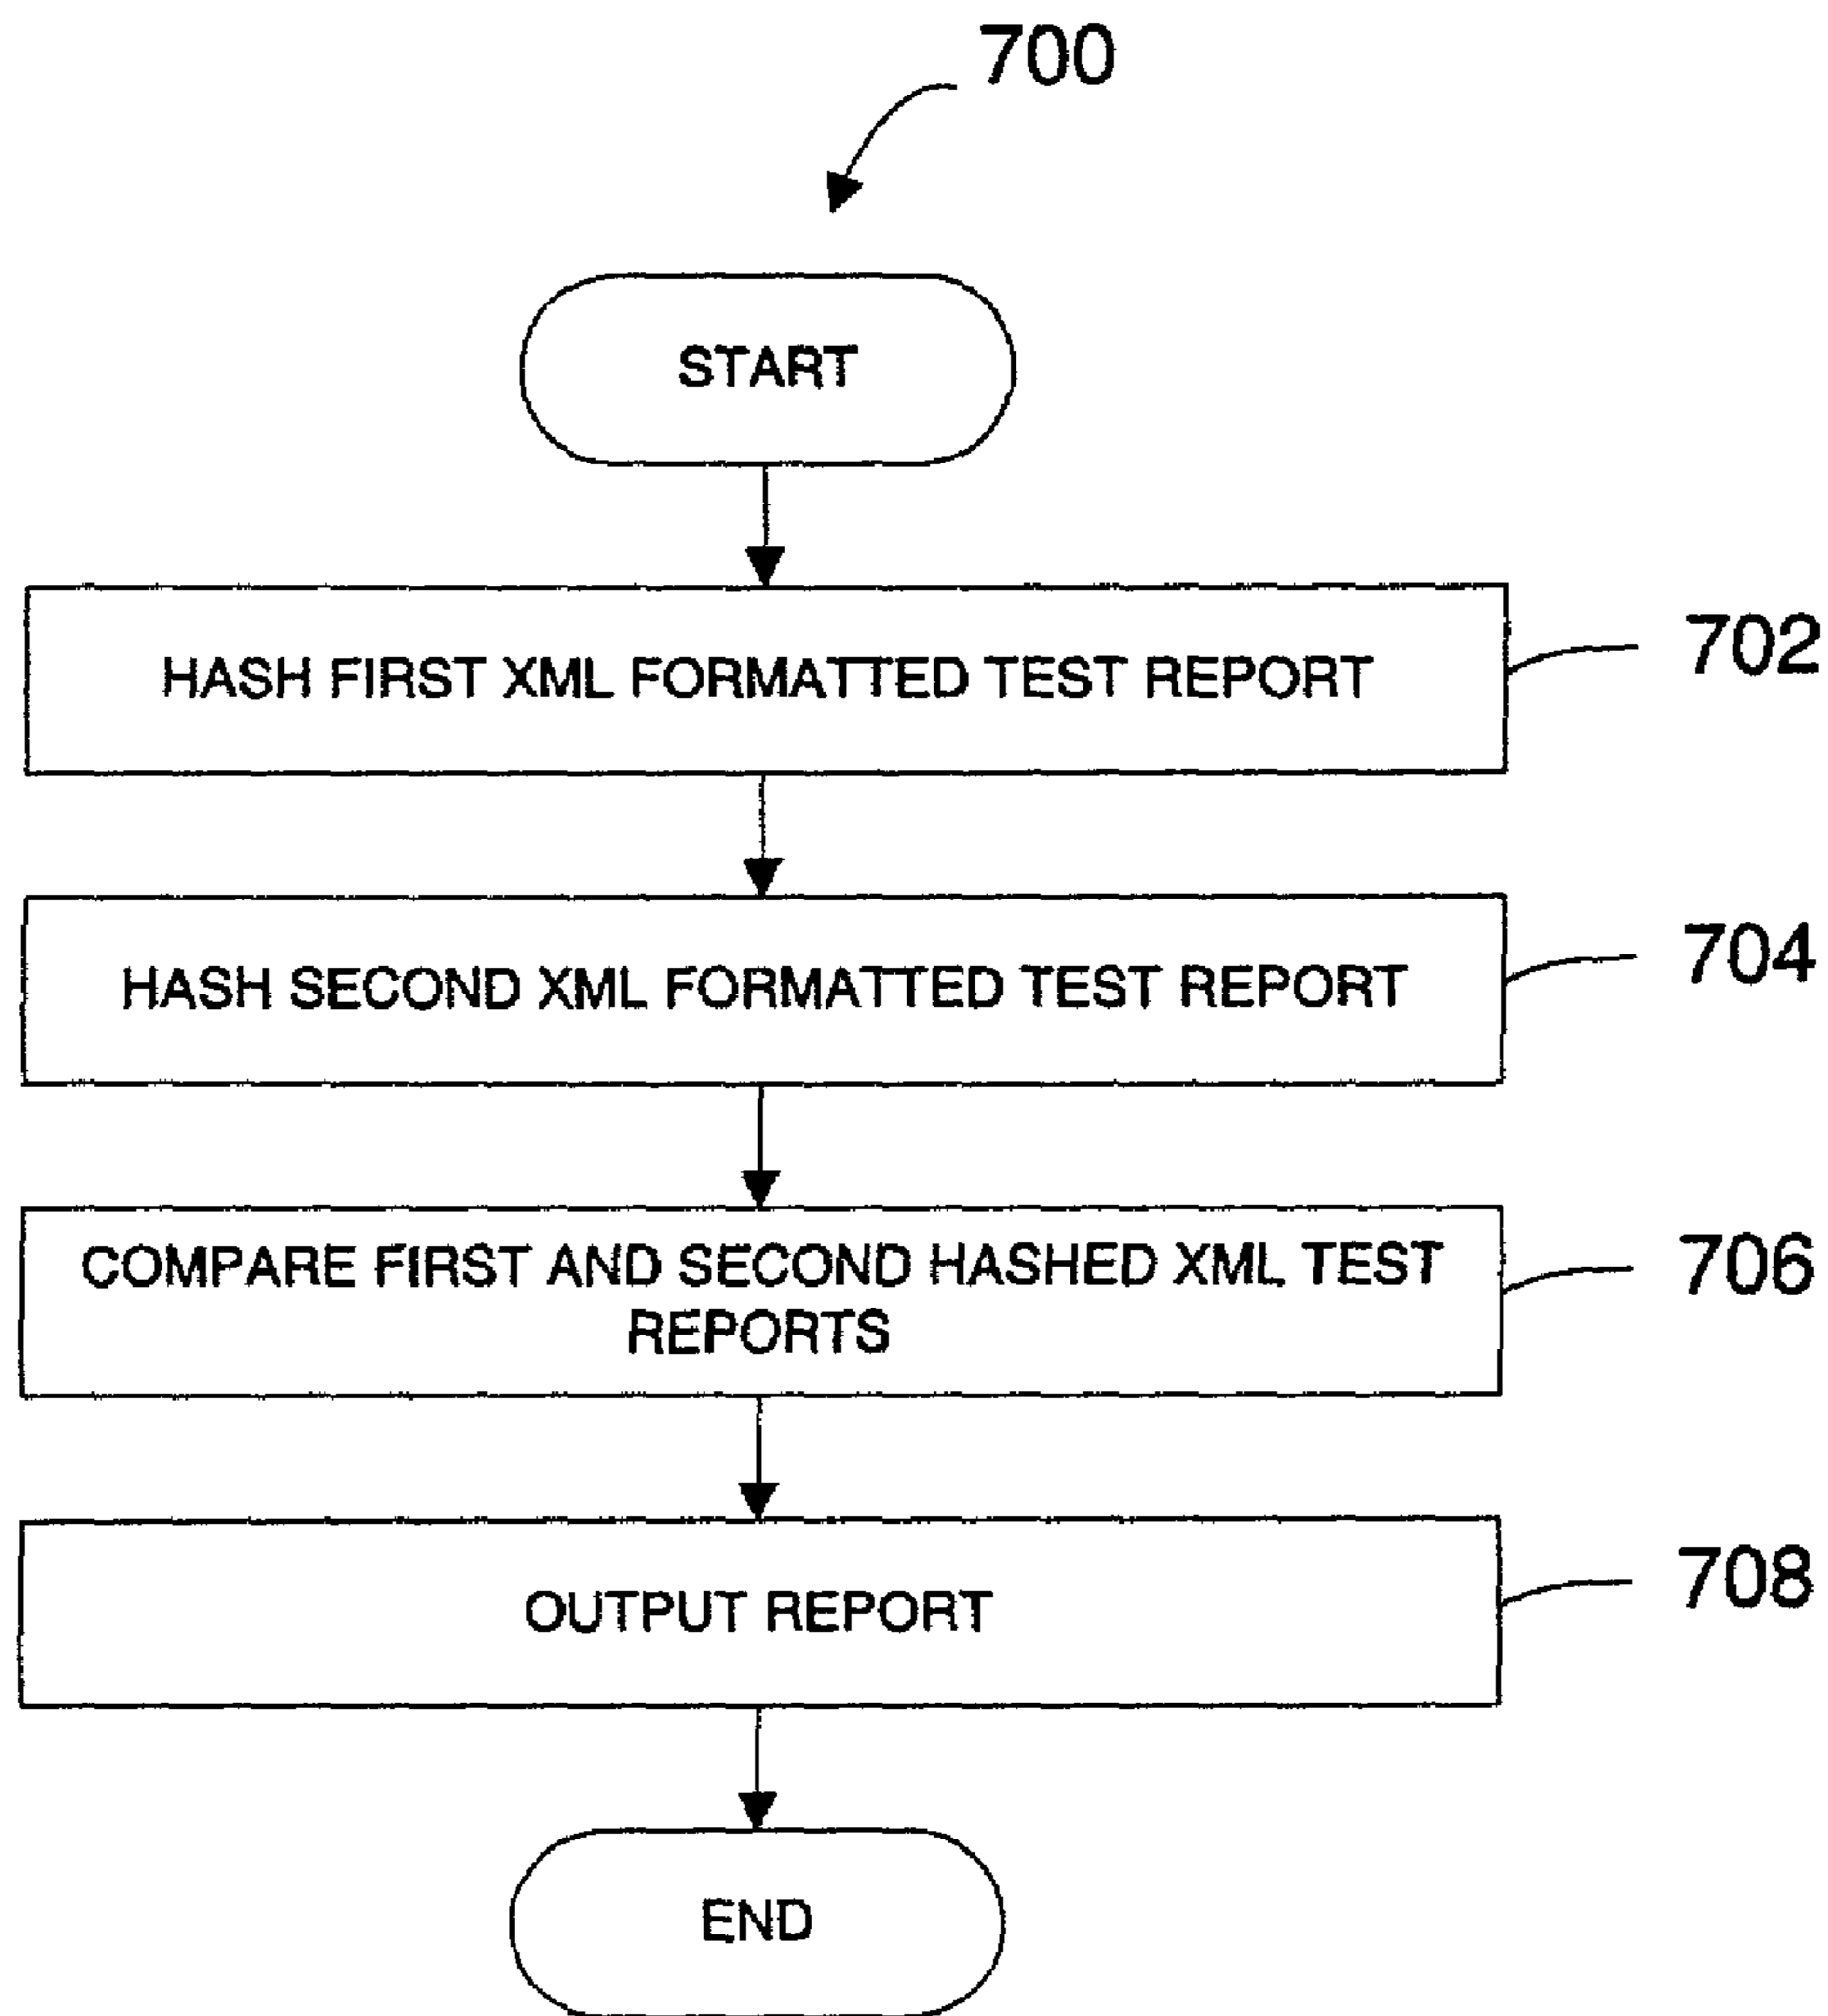 700
START
HASH FIRST XML FORMATTED TEST REPORT
702
HASH SECOND XML FORMATTED TEST REPORT
704
COMPARE FIRST AND SECOND HASHED XML TEST
REPORTS
706
OUTPUT REPORT
708
END